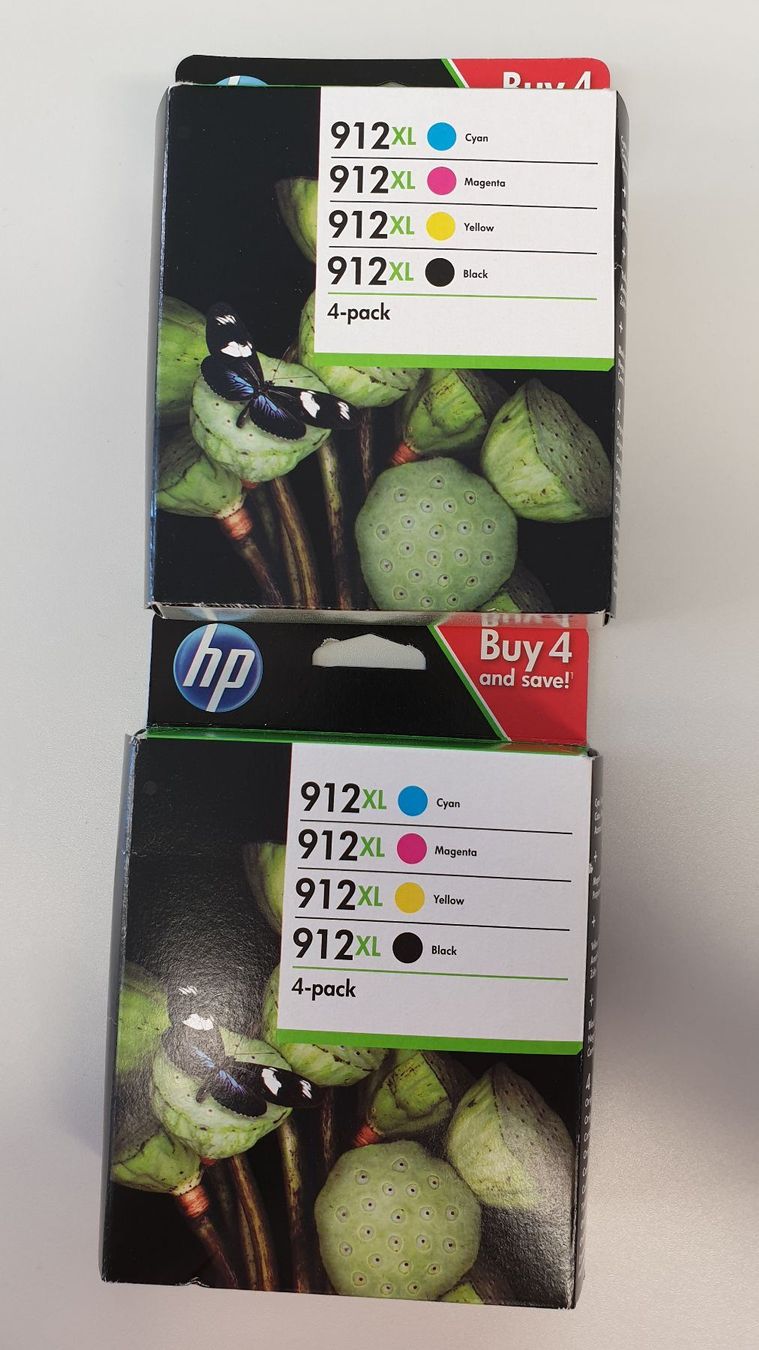 Buy 4
912XL Cyan
912XL Magenta
912XL Yellow
912XL Black
4-pack
hp
Buy 4
and save!¹
912XL Cyan
912XL Magenta
912XL Yellow
912XL Black
4-pack